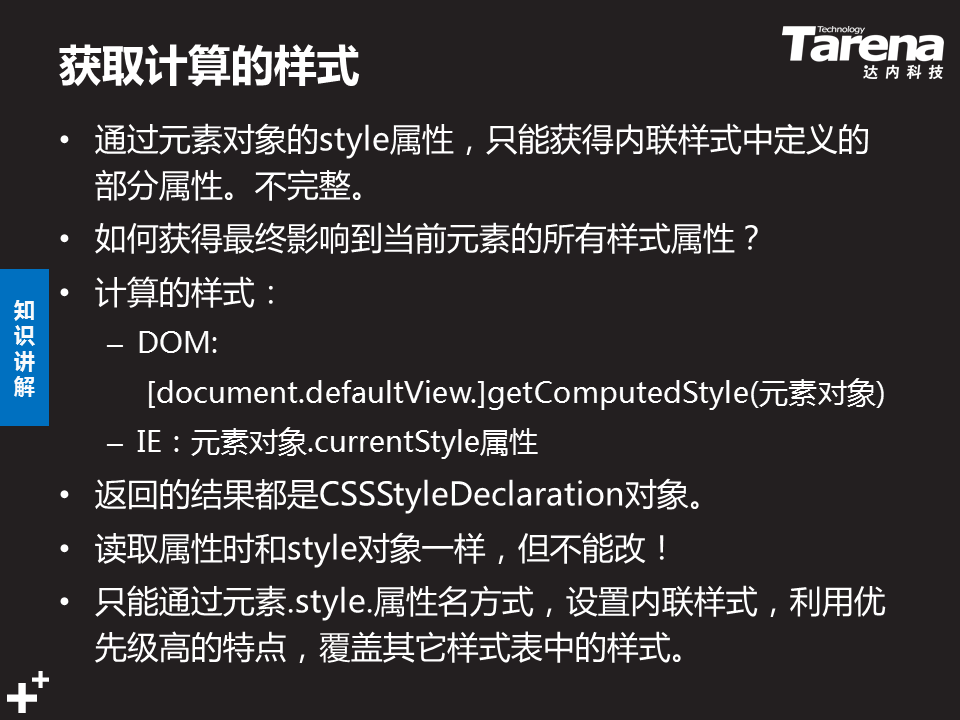 获取计算的样式
Technology
Tarena
达内科技
• 通过元素对象的style属性，只能获得内联样式中定义的
部分属性。不完整。
• 如何获得最终影响到当前元素的所有样式属性？
• 计算的样式：
– DOM:
[document.defaultView.]getComputedStyle(元素对象)
– IE：元素对象.currentStyle属性
• 返回的结果都是CSSStyleDeclaration对象。
• 读取属性时和style对象一样，但不能改！
• 只能通过元素.style.属性名方式，设置内联样式，利用优
先级高的特点，覆盖其它样式表中的样式。
知
识
讲
解